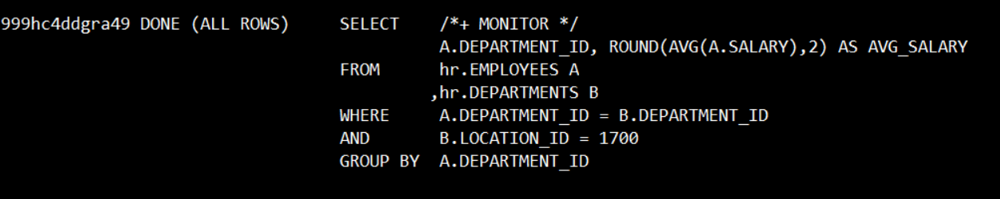 999hc4ddgra49 DONE (ALL ROWS) SELECT /*+ MONITOR */
A.DEPARTMENT_ID, ROUND(AVG(A.SALARY),2) AS AVG_SALARY
FROM hr.EMPLOYEES A
,hr.DEPARTMENTS B
WHERE A.DEPARTMENT_ID = B.DEPARTMENT_ID
AND B.LOCATION_ID = 1700
GROUP BY A.DEPARTMENT_ID